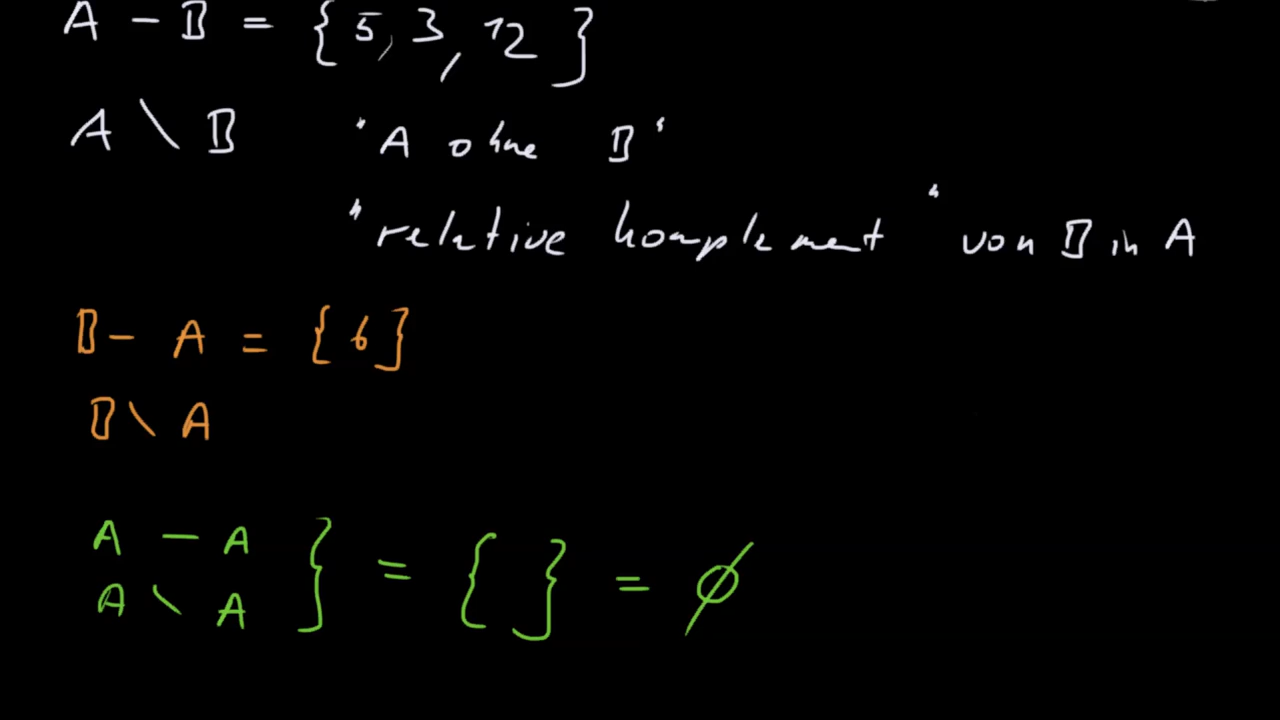 A - B = { 5, 3, 12 }
A \ B "A ohne B"
"relative komplement" von B in A
B - A = { 6 }
B \ A
A - A
A \ A } = { } = ∅